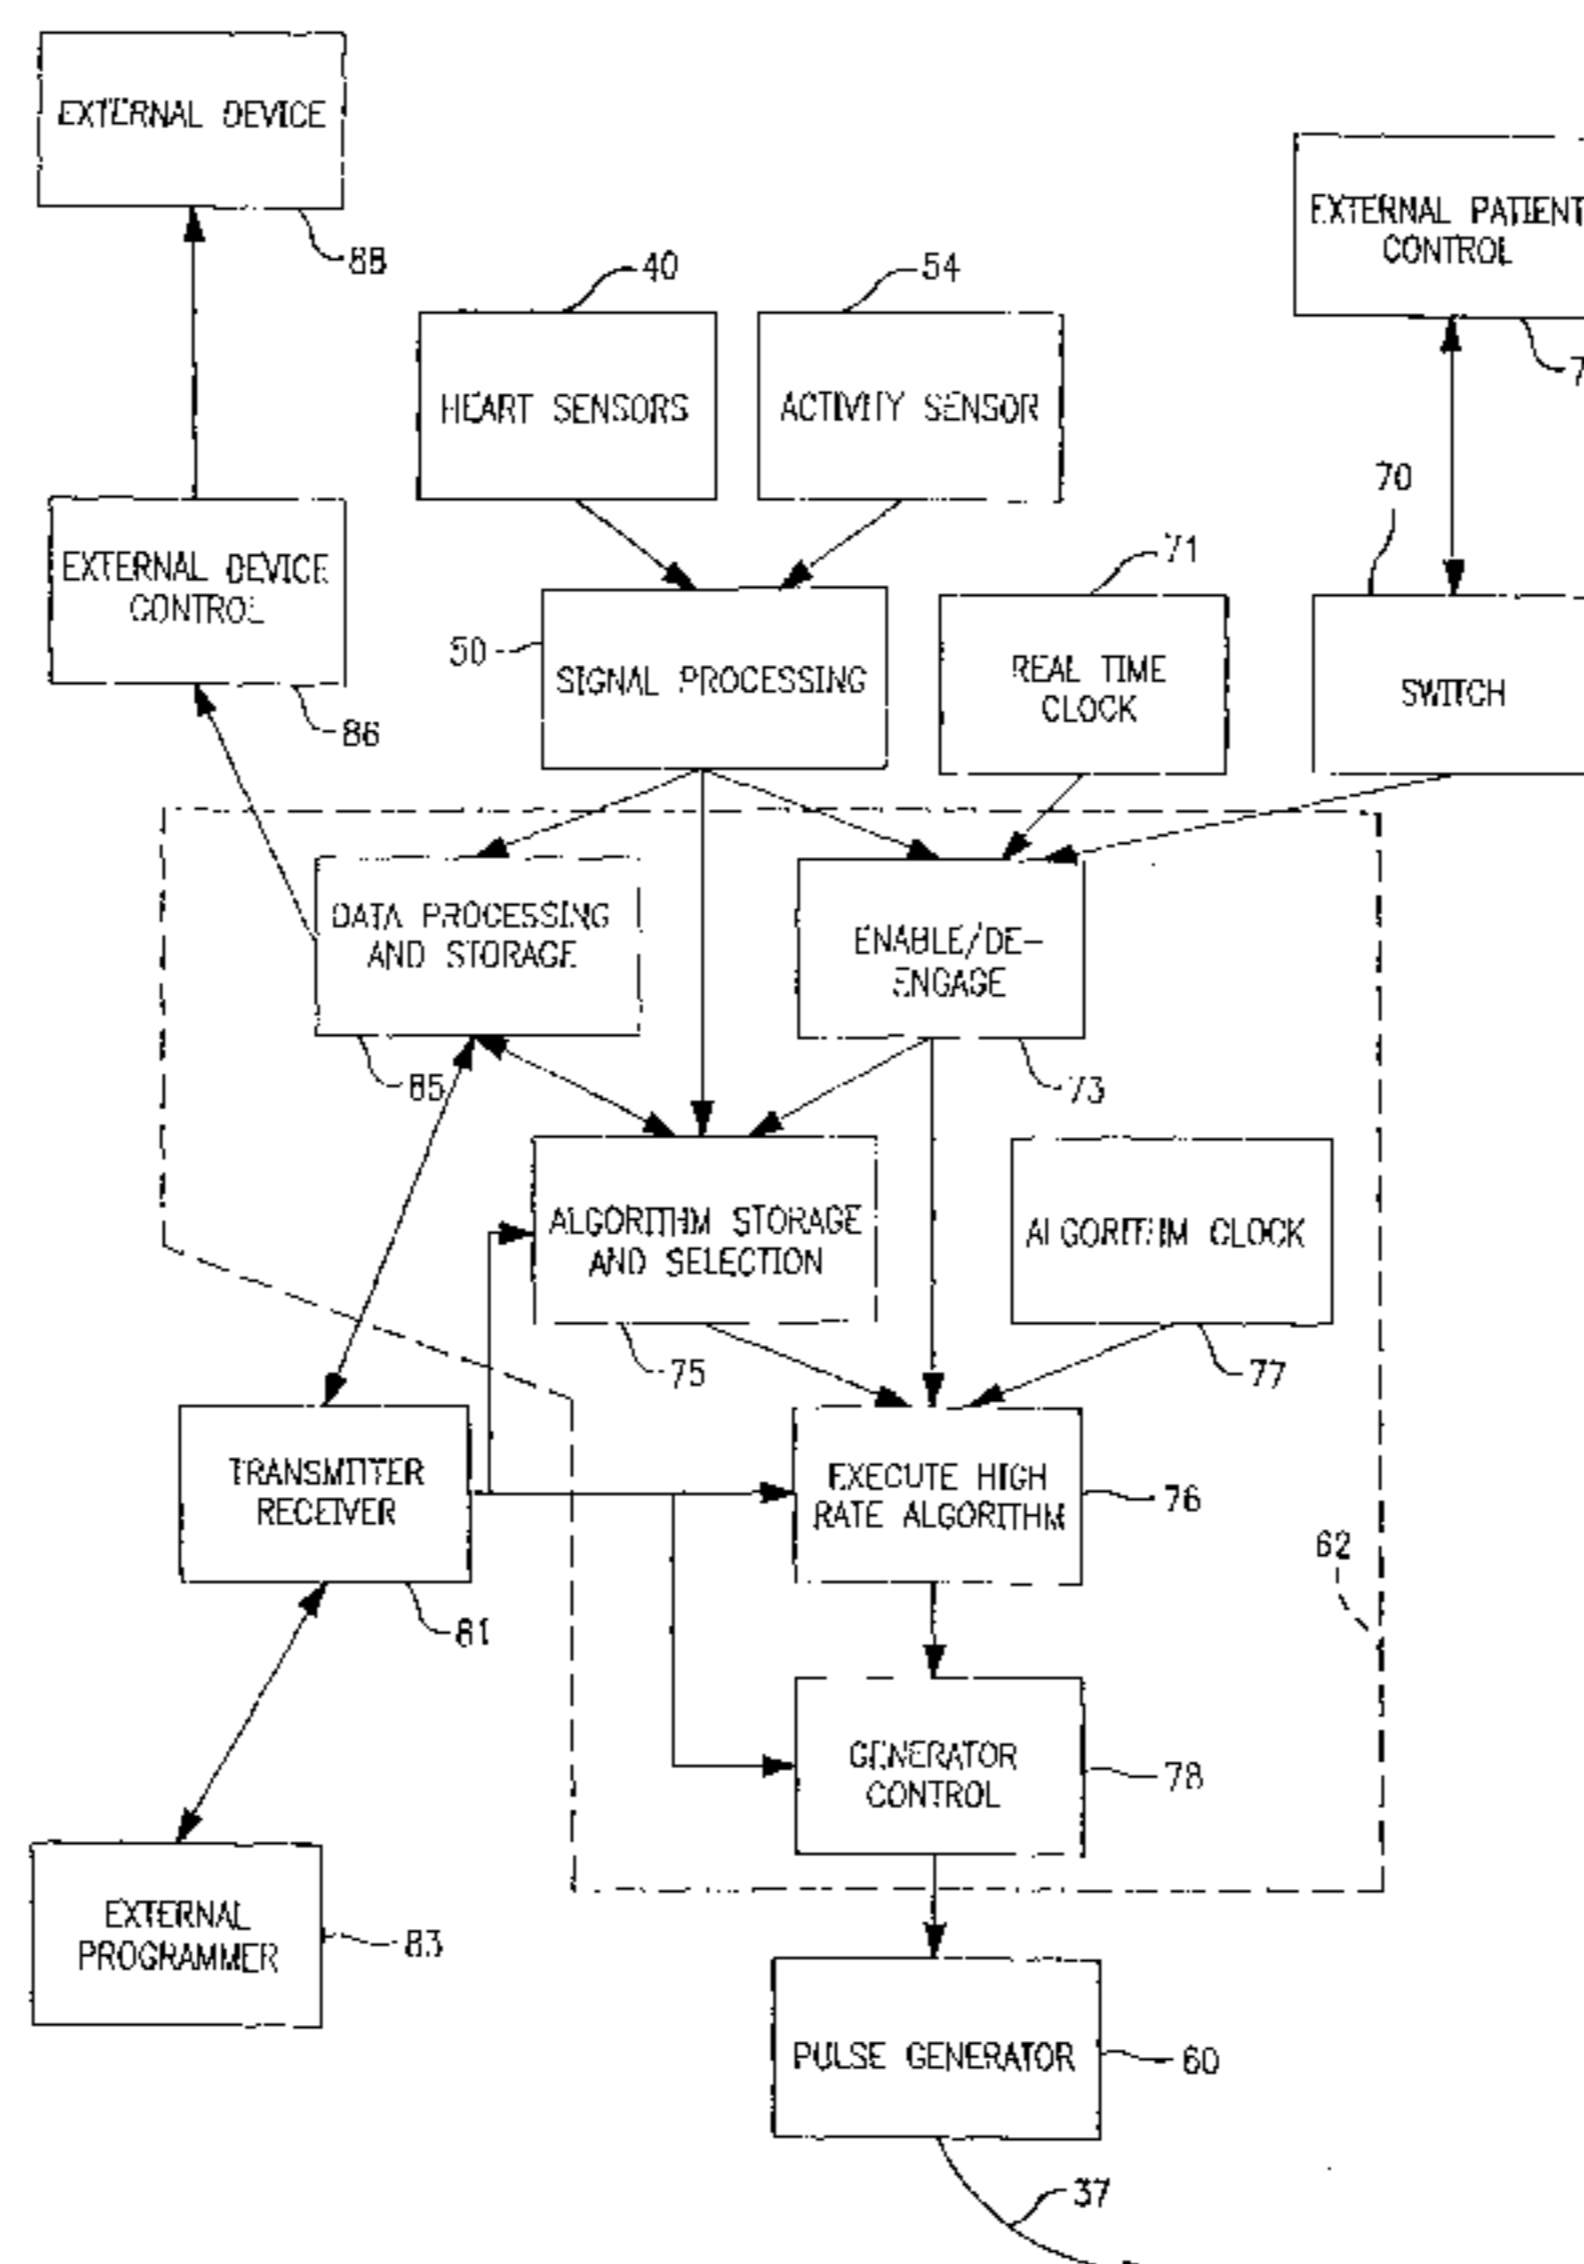 EXTERNAL DEVICE
88
EXTERNAL PATIENT
CONTROL
7
40
54
HEART SENSORS
ACTIVITY SENSOR
70
71
EXTERNAL DEVICE
CONTROL
86
50
SIGNAL PROCESSING
REAL TIME
CLOCK
SWITCH
DATA PROCESSING
AND STORAGE
85
ENABLE/DE-
ENGAGE
73
ALGORITHM STORAGE
AND SELECTION
75
ALGORITHM CLOCK
77
TRANSMITTER
RECEIVER
81
EXECUTE HIGH
RATE ALGORITHM
76
62
GENERATOR
CONTROL
78
EXTERNAL
PROGRAMMER
83
PULSE GENERATOR
60
37